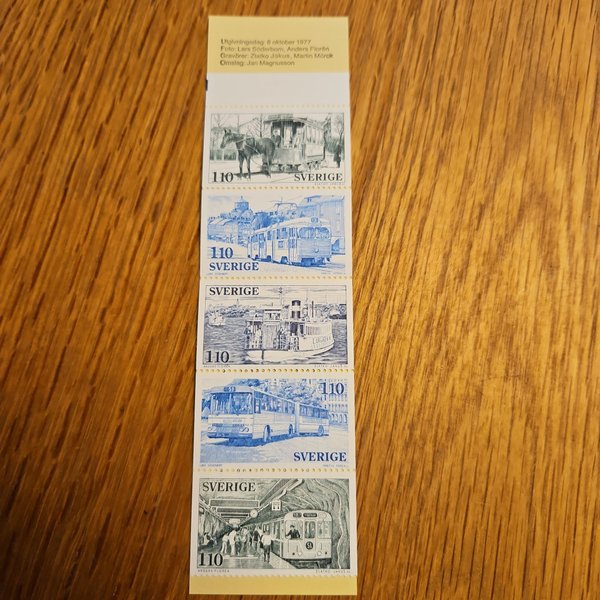 Utgivningsdag: 8 oktober 1977
Foto: Lars Söderbom, Anders Florén
Gravörer: Zlatko Jakus, Martin Mörck
Omslag: Jan Magnusson
110 SVERIGE
110
SVERIGE
SVERIGE
110
110
SVERIGE
SVERIGE
110